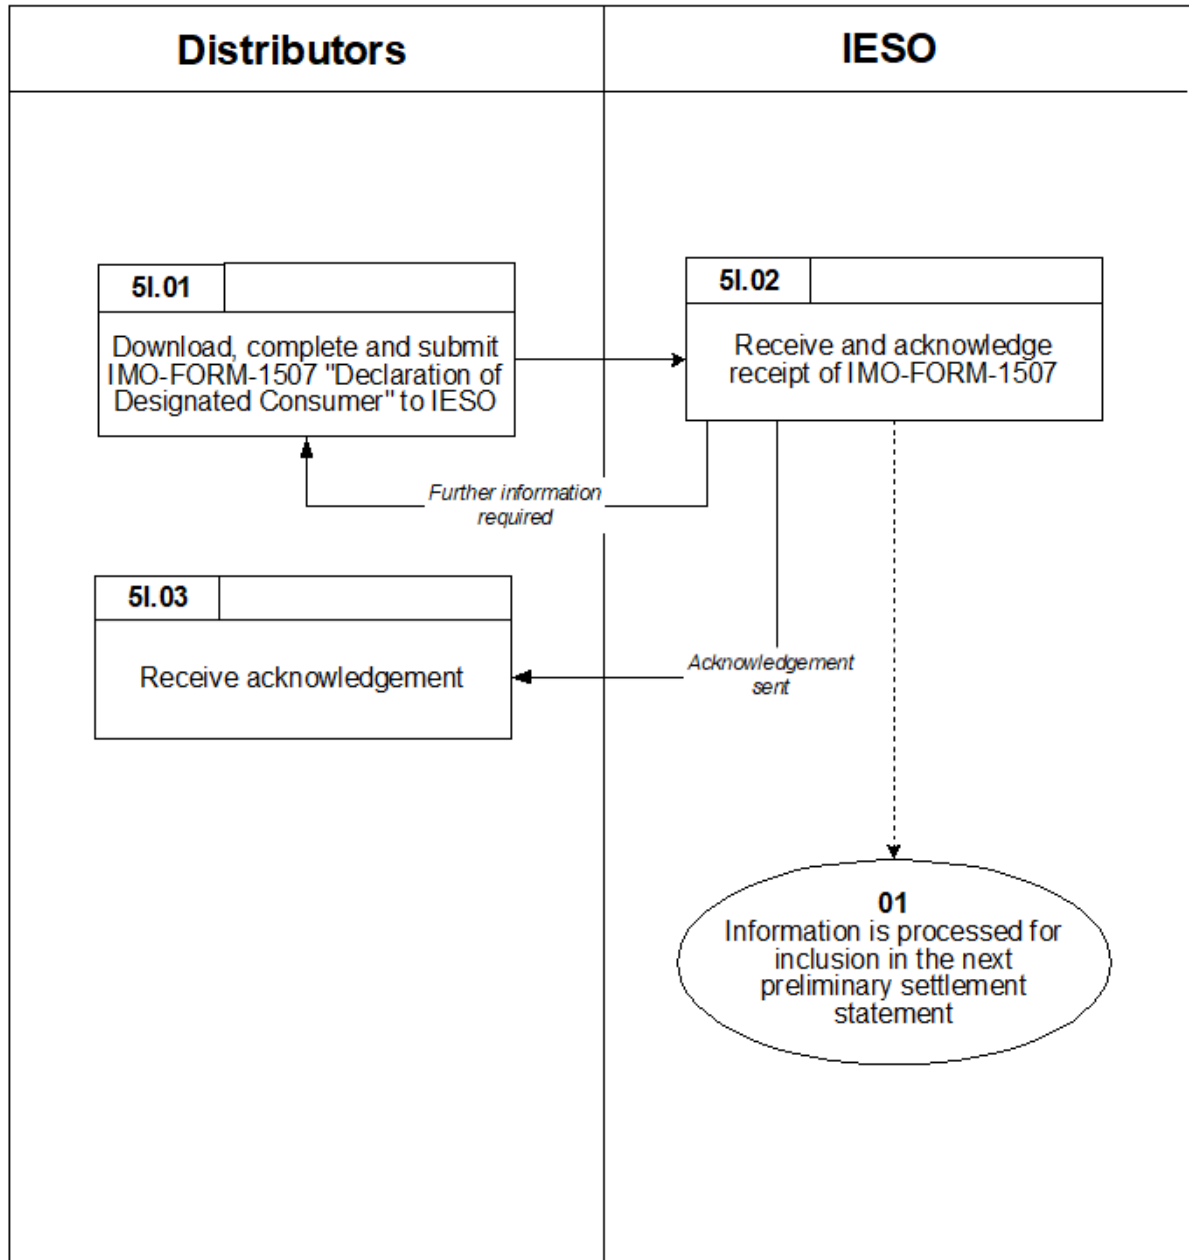 Distributors
IESO
5I.01
Download, complete and submit
IMO-FORM-1507 "Declaration of
Designated Consumer" to IESO
5I.02
Receive and acknowledge
receipt of IMO-FORM-1507
Further information
required
5I.03
Receive acknowledgement
Acknowledgement
sent
01
Information is processed for
inclusion in the next
preliminary settlement
statement